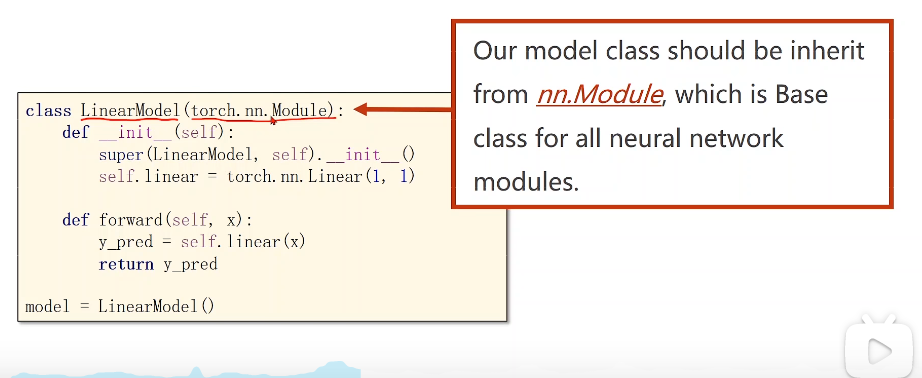 Our model class should be inherit
from nn.Module, which is Base
class for all neural network
modules.
class LinearModel(torch.nn.Module):
    def __init__(self):
        super(LinearModel, self).__init__()
        self.linear = torch.nn.Linear(1, 1)
    def forward(self, x):
        y_pred = self.linear(x)
        return y_pred
model = LinearModel()